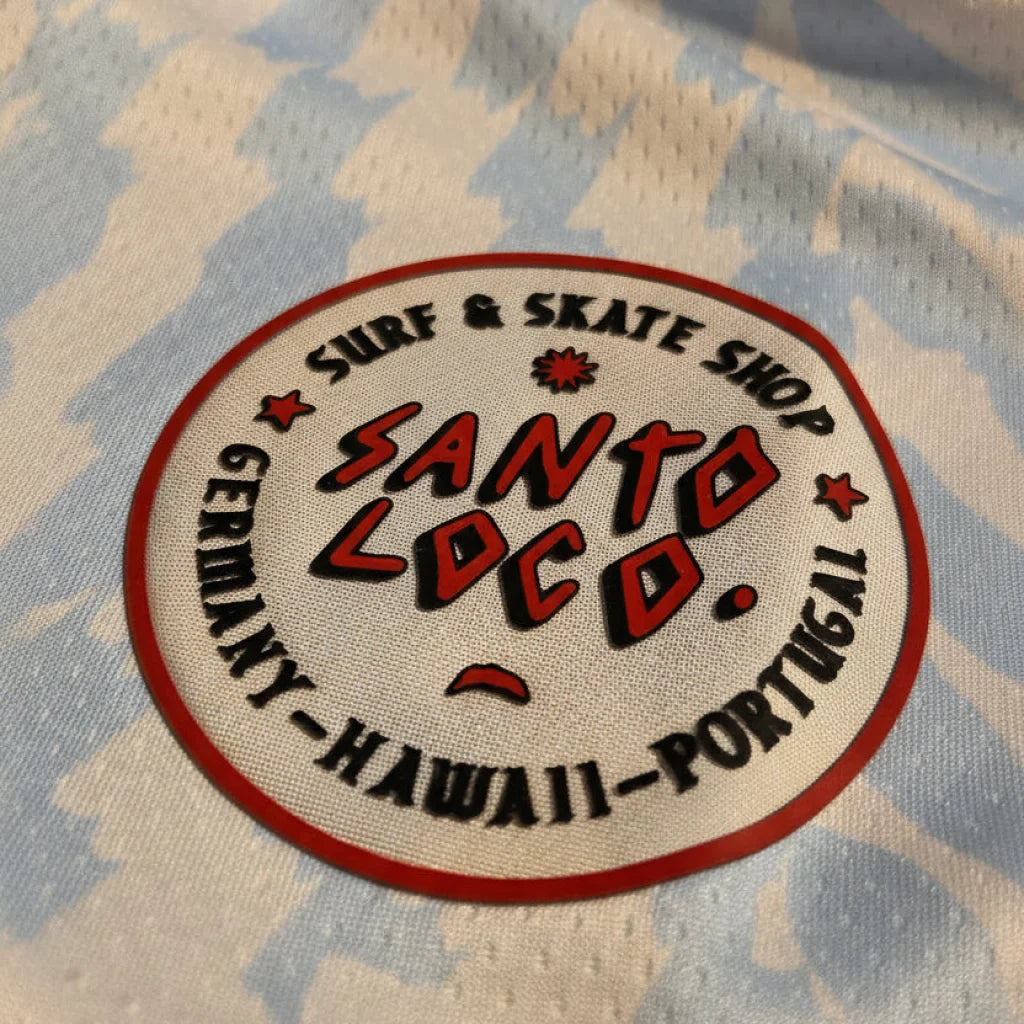 SURF & SKATE SHOP
SANTO
LOCO.
GERMANY-HAWAII-PORTUGAL